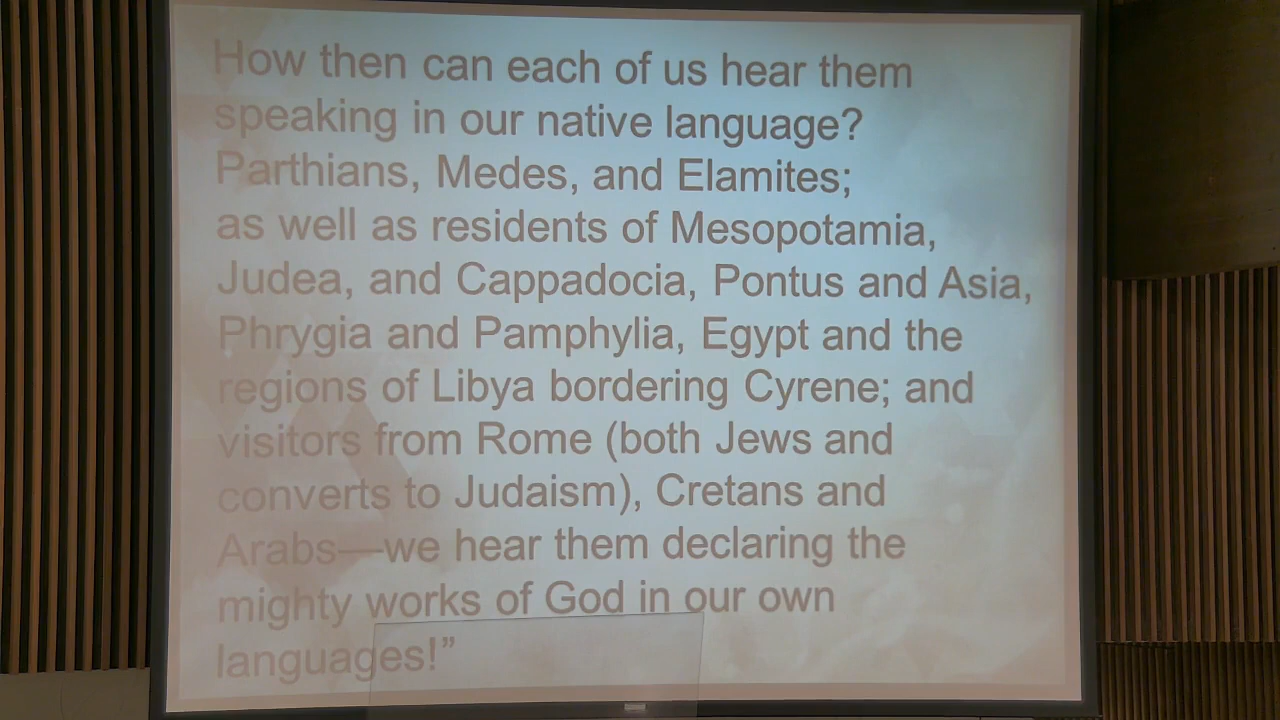 How then can each of us hear them
speaking in our native language?
Parthians, Medes, and Elamites;
as well as residents of Mesopotamia,
Judea, and Cappadocia, Pontus and Asia,
Phrygia and Pamphylia, Egypt and the
regions of Libya bordering Cyrene; and
visitors from Rome (both Jews and
converts to Judaism), Cretans and
Arabs—we hear them declaring the
mighty works of God in our own
languages!”